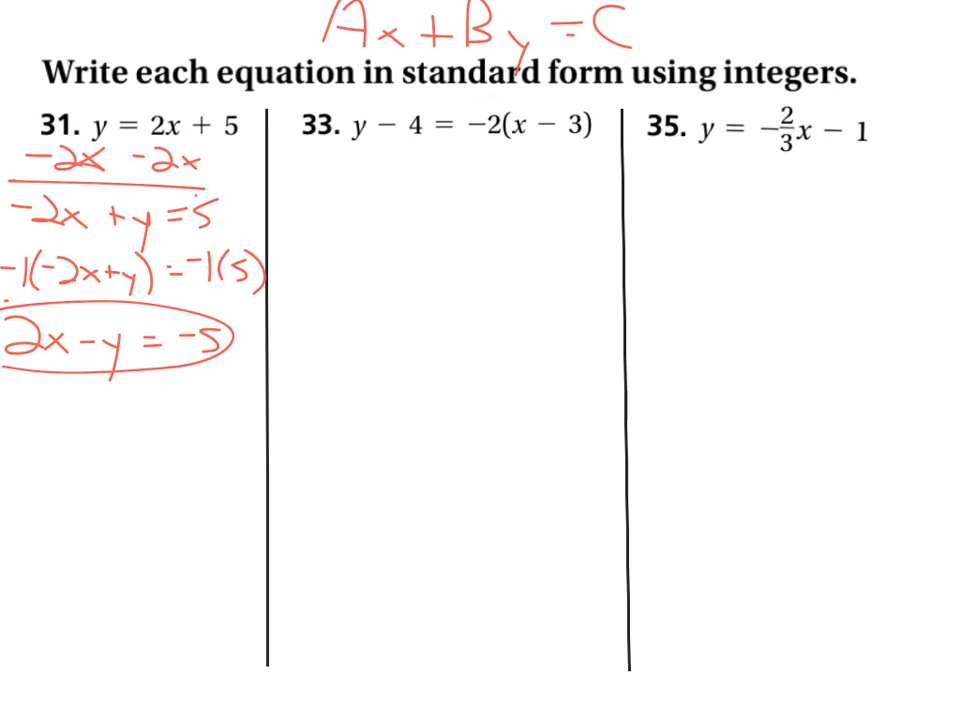 Ax + By = C
Write each equation in standard form using integers.
31. y = 2x + 5
-2x -2x
-2x + y = 5
-1(-2x+y) = -1(5)
2x - y = -5
33. y − 4 = −2(x − 3)
35. y = −2/3x − 1